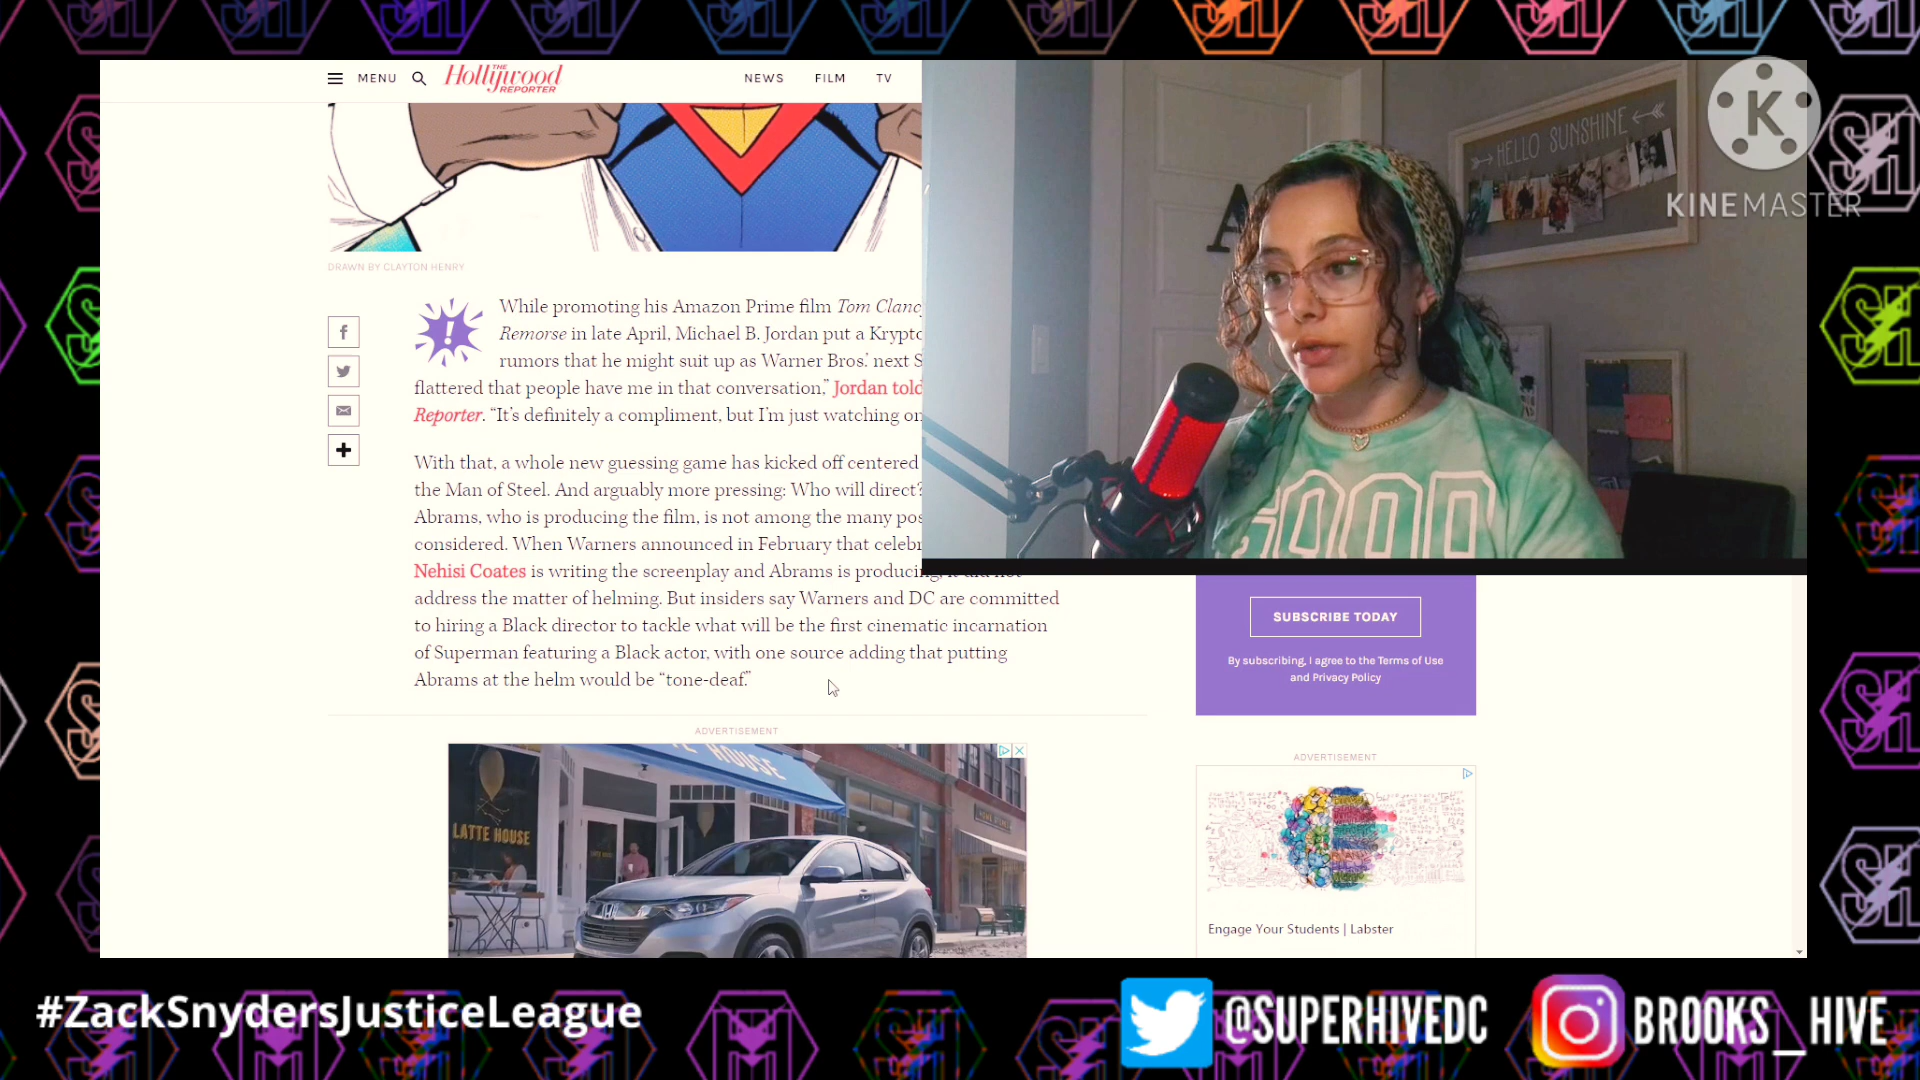 MENU
THE
Hollywood
REPORTER
NEWS
FILM
TV
DRAWN BY CLAYTON HENRY
While promoting his Amazon Prime film Tom Clanc
Remorse in late April, Michael B. Jordan put a Krypto
rumors that he might suit up as Warner Bros.’ next S
flattered that people have me in that conversation,” Jordan told
Reporter. “It’s definitely a compliment, but I’m just watching on
With that, a whole new guessing game has kicked off centered
the Man of Steel. And arguably more pressing: Who will direct?
Abrams, who is producing the film, is not among the many pos
considered. When Warners announced in February that celebr
Nehisi Coates is writing the screenplay and Abrams is producing, it did not
address the matter of helming. But insiders say Warners and DC are committed
to hiring a Black director to tackle what will be the first cinematic incarnation
of Superman featuring a Black actor, with one source adding that putting
Abrams at the helm would be “tone-deaf.”
HELLO SUNSHINE
A
GOOD
K
KINEMASTER
SUBSCRIBE TODAY
By subscribing, I agree to the Terms of Use
and Privacy Policy
ADVERTISEMENT
LATTE HOUSE
TE HOUSE
ADVERTISEMENT
Engage Your Students | Labster
#ZackSnydersJusticeLeague
@SUPERHIVEDC
BROOKS_HIVE